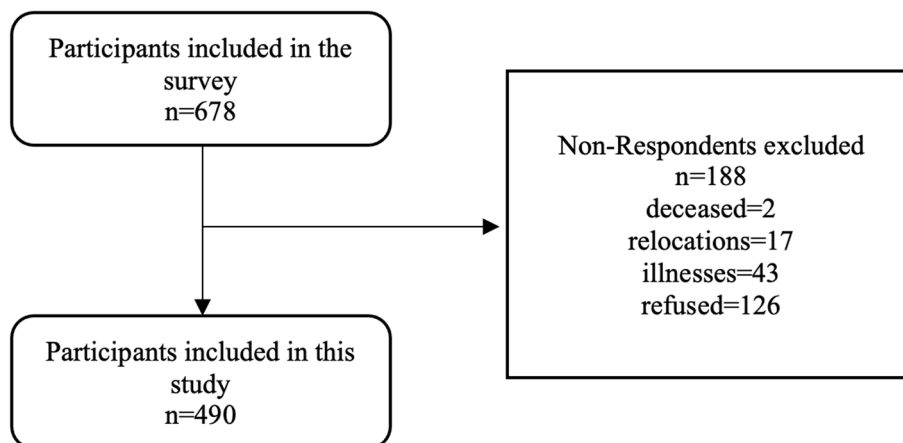 Participants included in the
survey
n=678
Non-Respondents excluded
n=188
deceased=2
relocations=17
illnesses=43
refused=126
Participants included in this
study
n=490